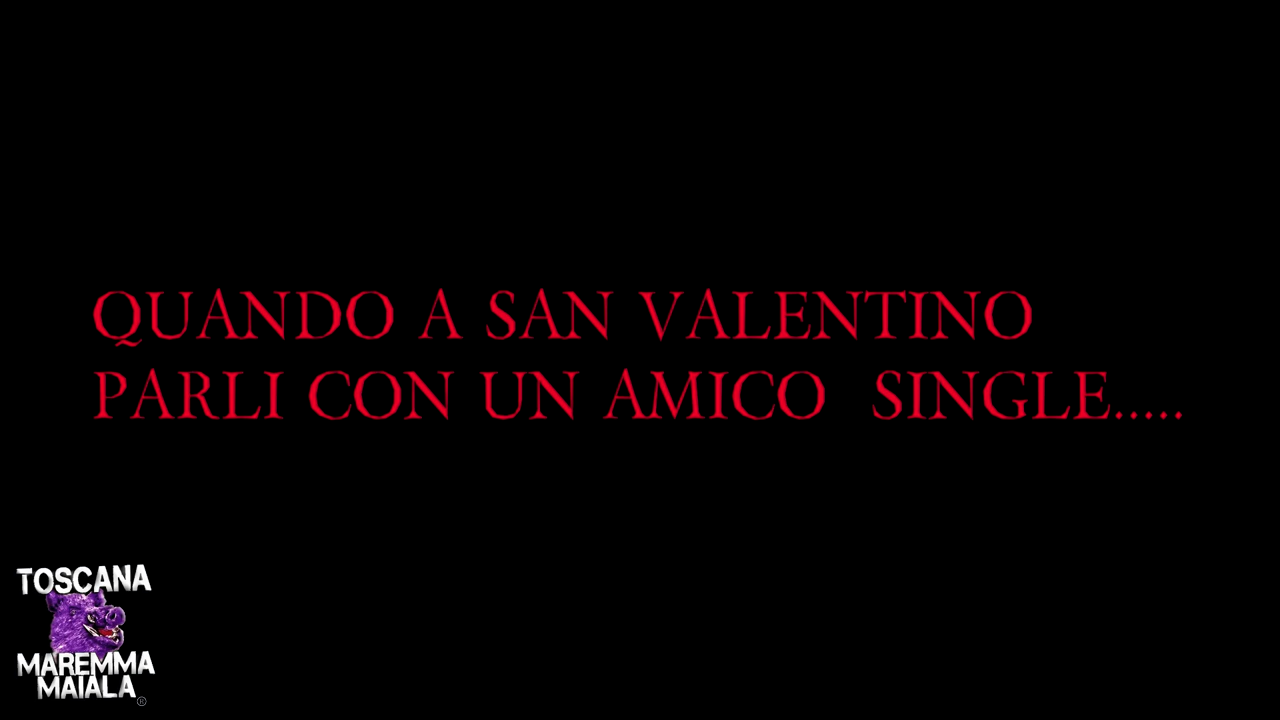 QUANDO A SAN VALENTINO
PARLI CON UN AMICO SINGLE.....
TOSCANA
MAREMMA
MAIALA
®